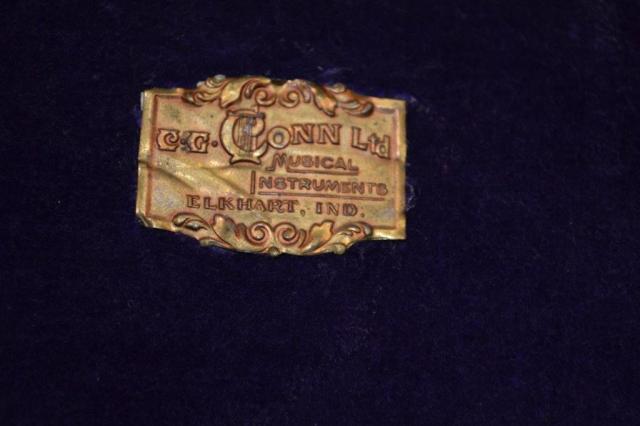 C.G. CONN Ltd
MUSICAL
INSTRUMENTS
ELKHART, IND.